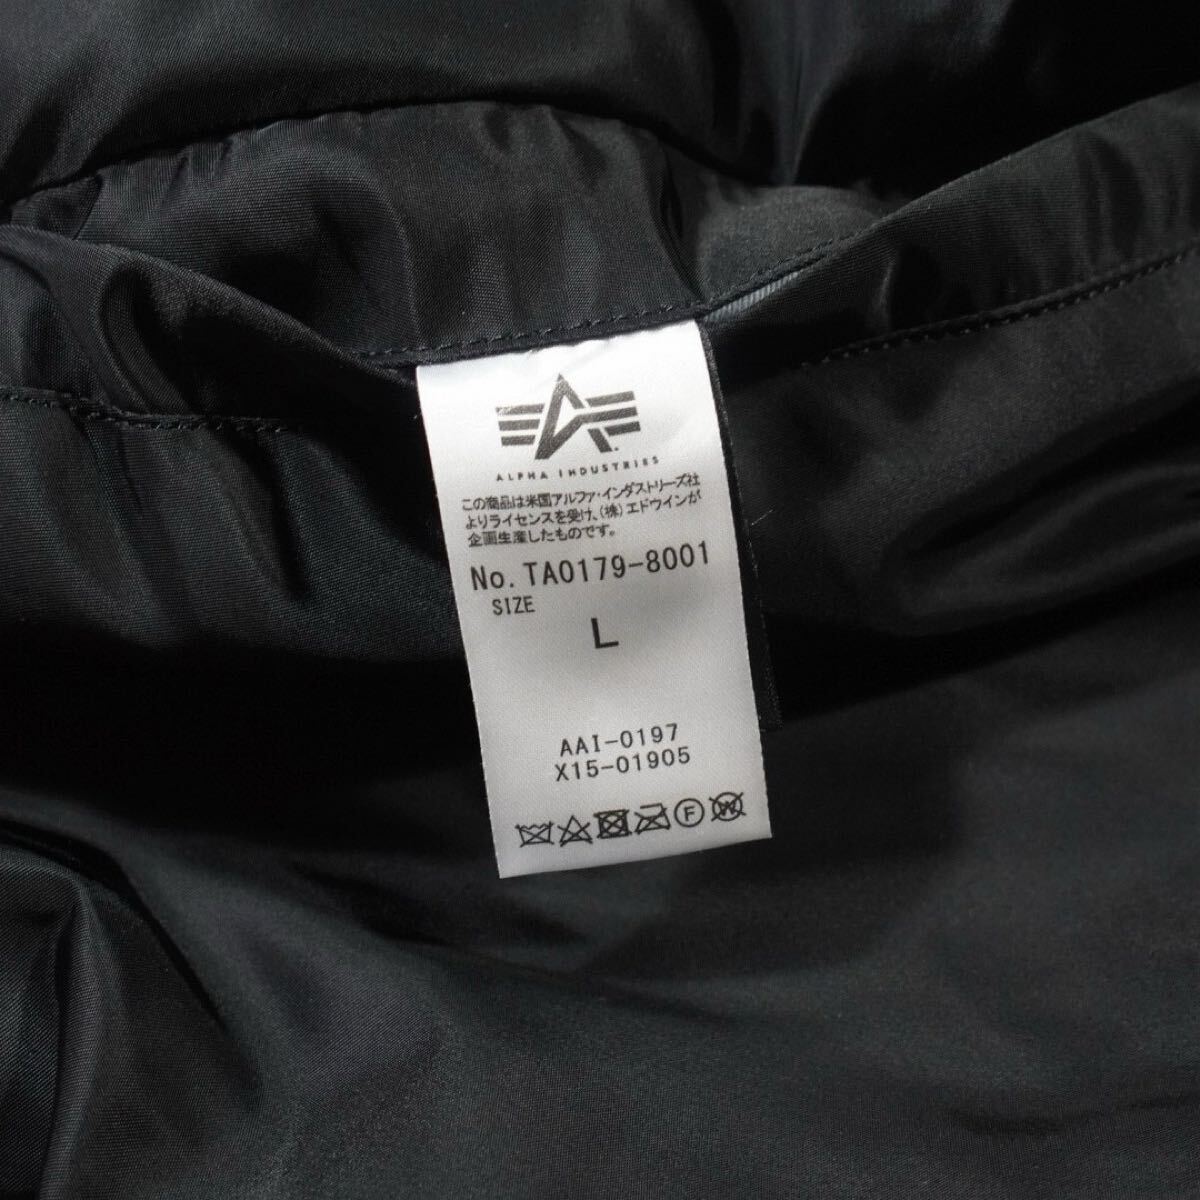 ALPHA INDUSTRIES
この商品は米国アルファ・インダストリーズ社
よりライセンスを受け、(株)エドウインが
企画生産したものです。
No. TA0179-8001
SIZE
L
AAI-0197
X15-01905
F W